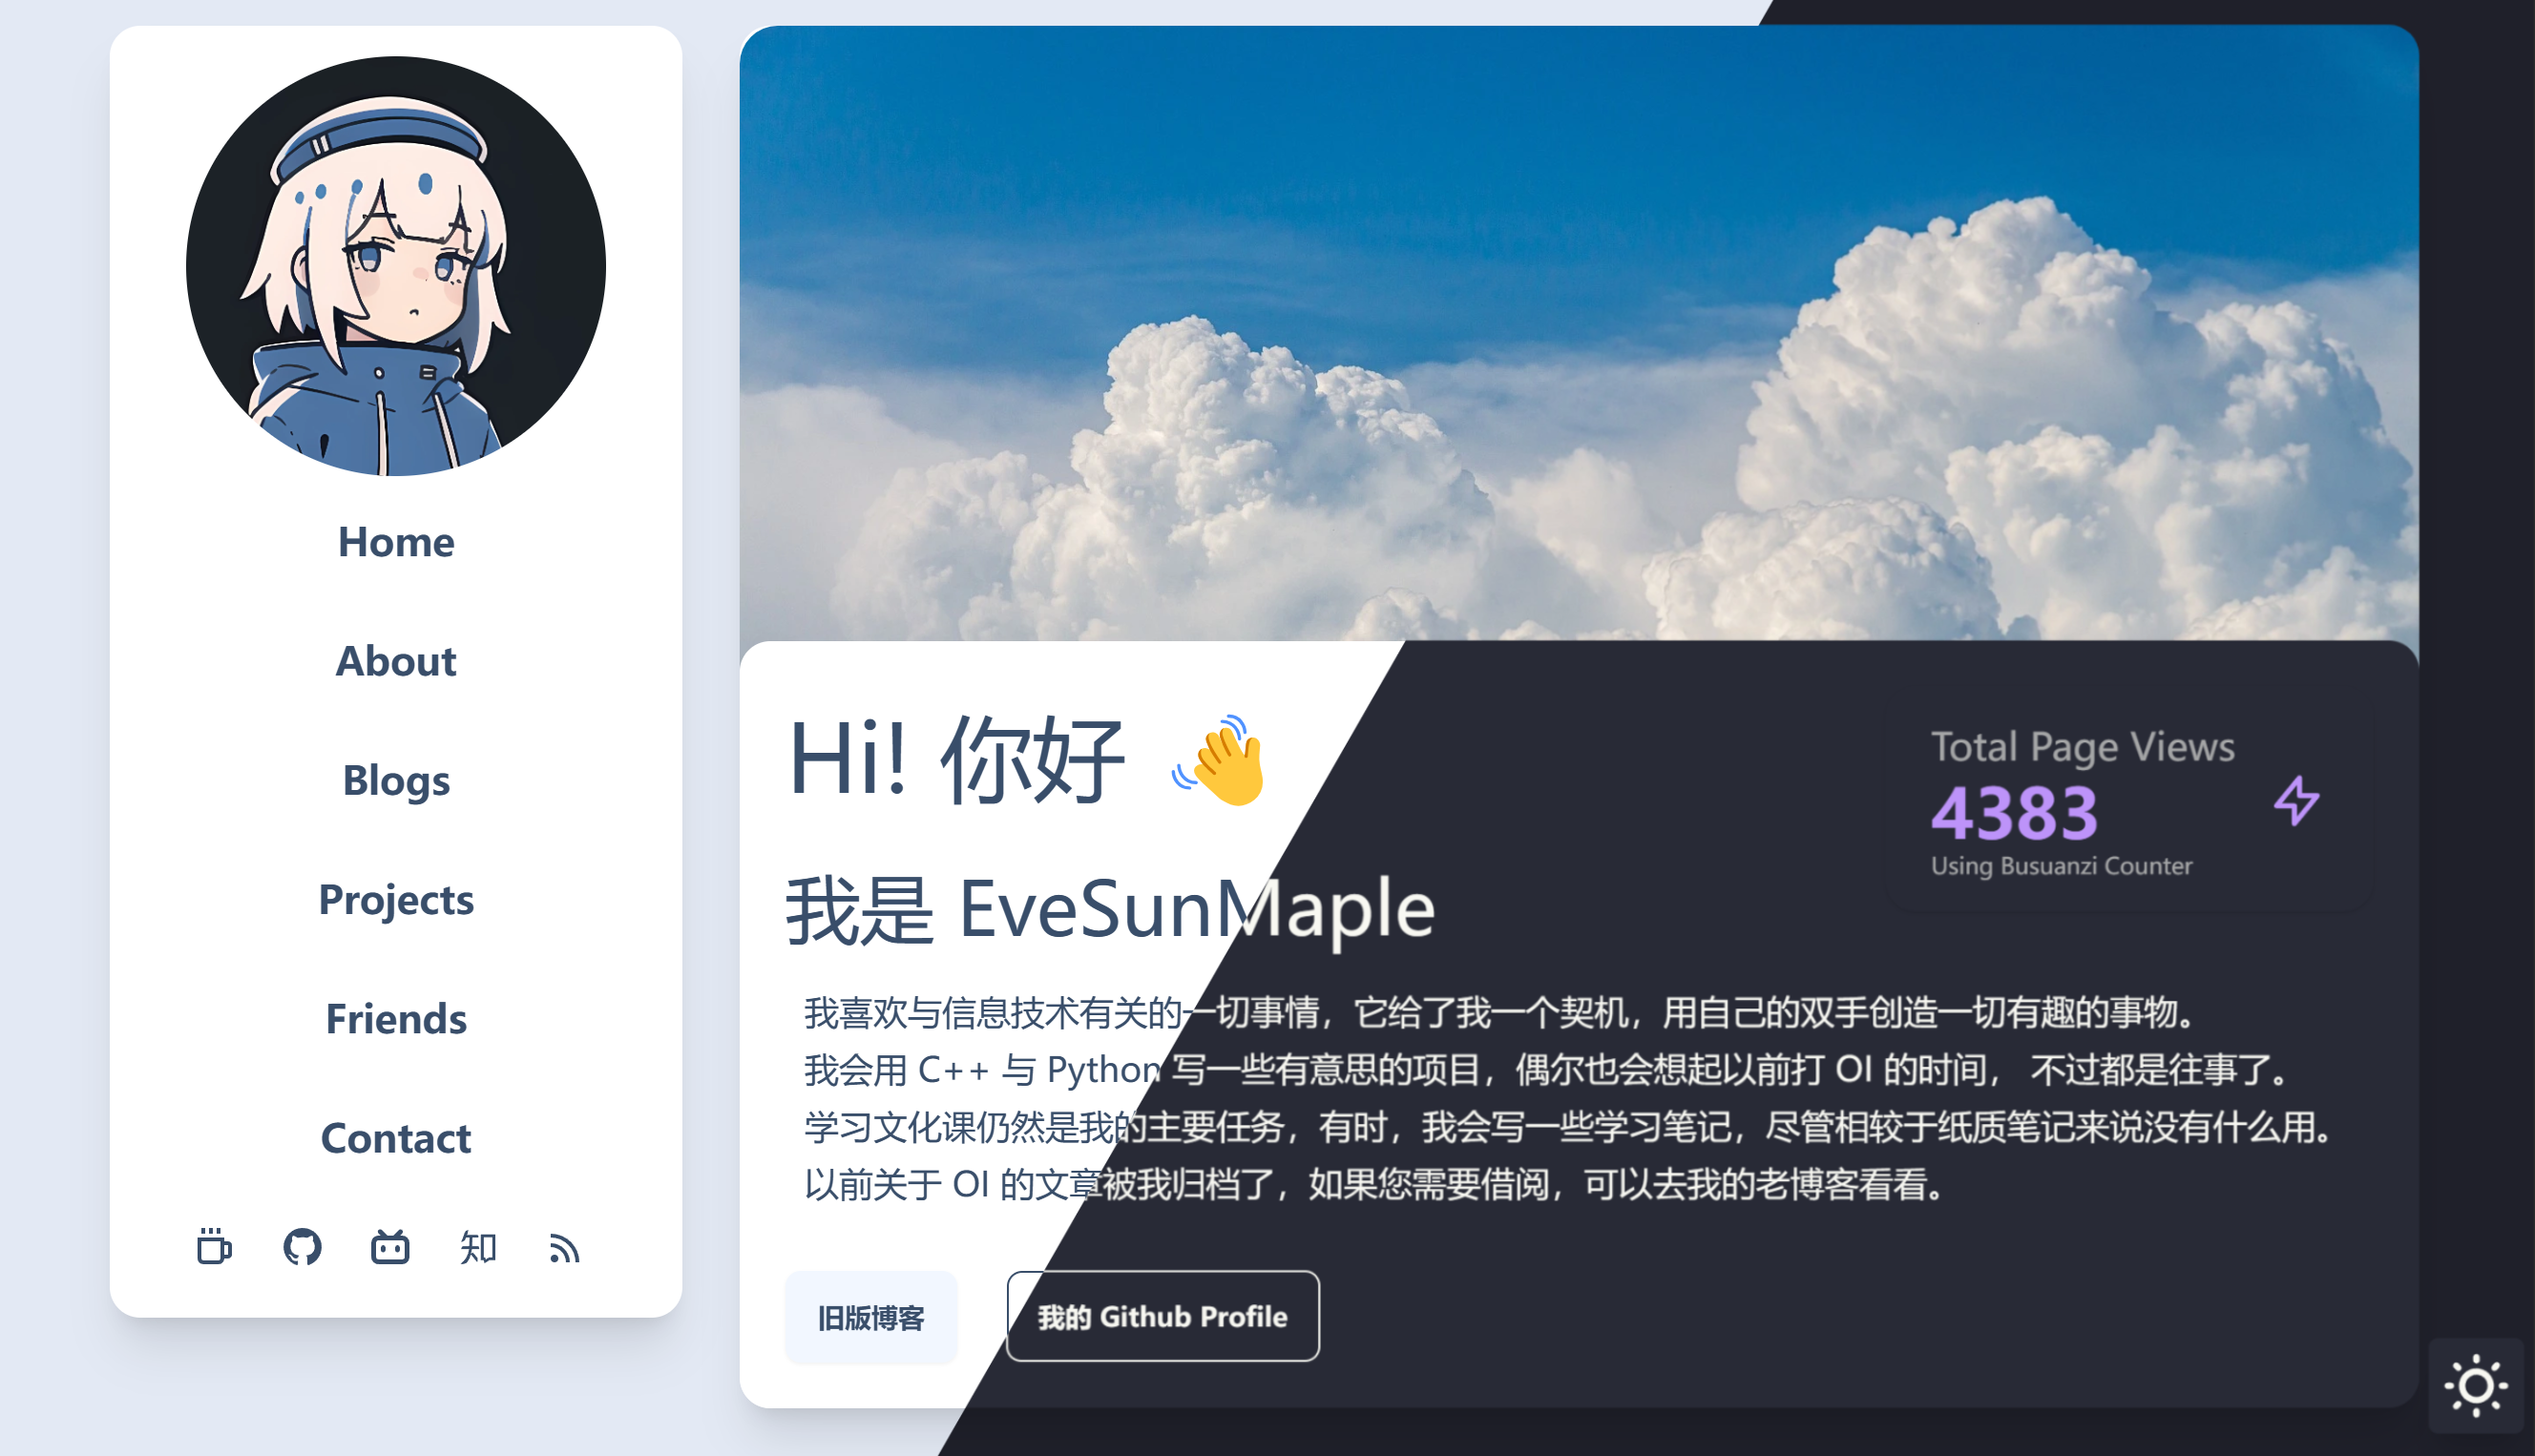 Home
About
Blogs
Projects
Friends
Contact
知
Hi! 你好 👋
Total Page Views
4383
Using Busuanzi Counter
我是 EveSunMaple
我喜欢与信息技术有关的一切事情，它给了我一个契机，用自己的双手创造一切有趣的事物。
我会用 C++ 与 Python 写一些有意思的项目，偶尔也会想起以前打 OI 的时间， 不过都是往事了。
学习文化课仍然是我的主要任务，有时，我会写一些学习笔记，尽管相较于纸质笔记来说没有什么用。
以前关于 OI 的文章被我归档了，如果您需要借阅，可以去我的老博客看看。
旧版博客
我的 Github Profile